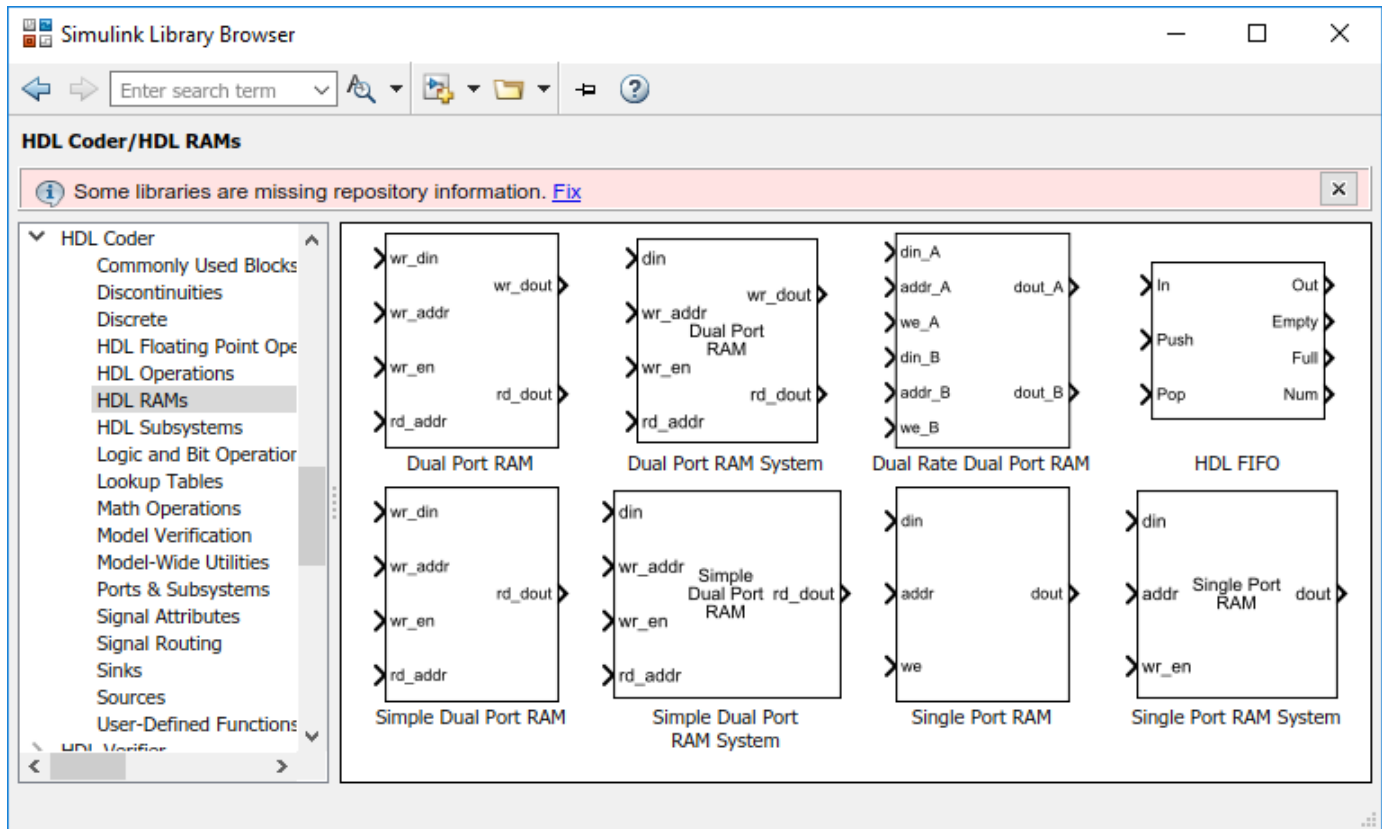 Simulink Library Browser
Enter search term
HDL Coder/HDL RAMs
Some libraries are missing repository information. Fix
HDL Coder
Commonly Used Blocks
Discontinuities
Discrete
HDL Floating Point Ope
HDL Operations
HDL RAMs
HDL Subsystems
Logic and Bit Operation
Lookup Tables
Math Operations
Model Verification
Model-Wide Utilities
Ports & Subsystems
Signal Attributes
Signal Routing
Sinks
Sources
User-Defined Functions
HDL Verifier
wr_din
wr_dout
wr_addr
wr_en
rd_dout
rd_addr
Dual Port RAM
din
wr_dout
wr_addr
Dual Port
RAM
wr_en
rd_dout
rd_addr
Dual Port RAM System
din_A
addr_A dout_A
we_A
din_B
addr_B dout_B
we_B
Dual Rate Dual Port RAM
In Out
Empty
Push
Full
Pop Num
HDL FIFO
wr_din
wr_addr
rd_dout
wr_en
rd_addr
Simple Dual Port RAM
din
wr_addr
Simple
Dual Port rd_dout
RAM
wr_en
rd_addr
Simple Dual Port
RAM System
din
addr dout
we
Single Port RAM
din
addr Single Port dout
RAM
wr_en
Single Port RAM System